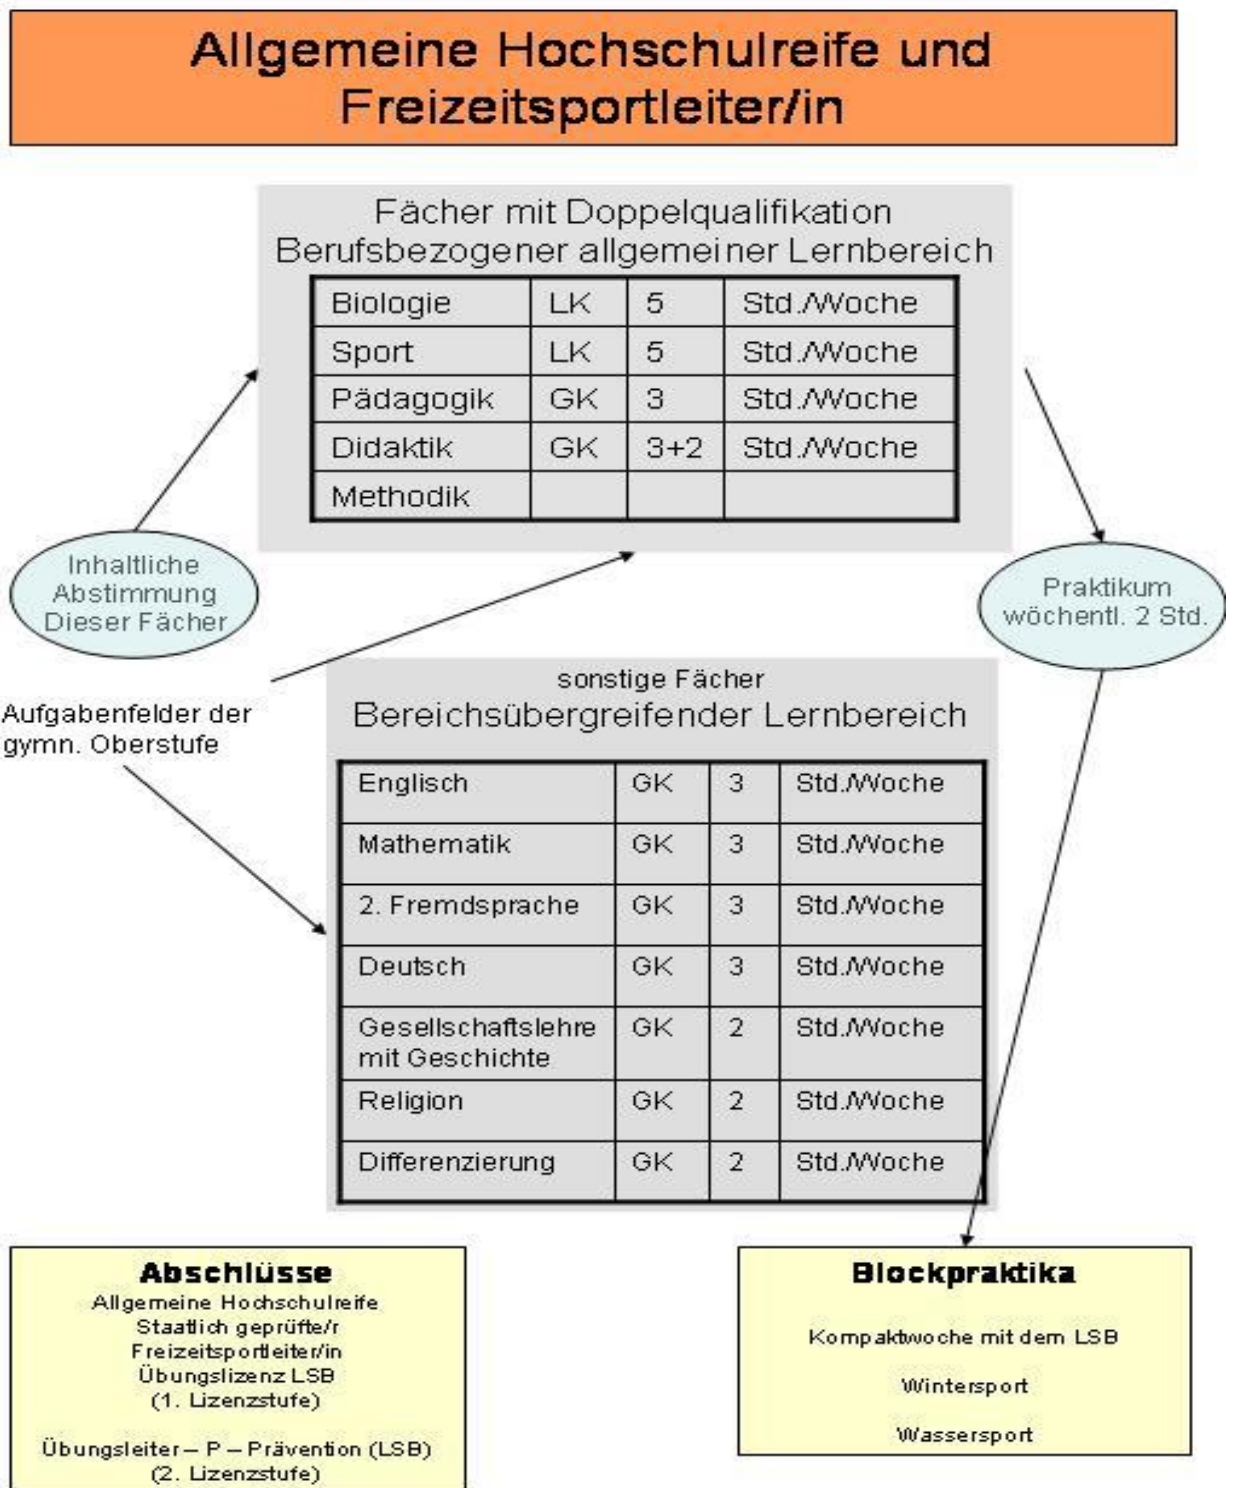 Allgemeine Hochschulreife und
Freizeitsportleiter/in
Fächer mit Doppelqualifikation
Berufsbezogener allgemeiner Lernbereich
Biologie LK 5 Std./Woche
Sport LK 5 Std./Woche
Pädagogik GK 3 Std./Woche
Didaktik GK 3+2 Std./Woche
Methodik
Inhaltliche
Abstimmung
Dieser Fächer
Praktikum
wöchentl. 2 Std.
Aufgabenfelder der
gymn. Oberstufe
sonstige Fächer
Bereichsübergreifender Lernbereich
Englisch GK 3 Std./Woche
Mathematik GK 3 Std./Woche
2. Fremdsprache GK 3 Std./Woche
Deutsch GK 3 Std./Woche
Gesellschaftslehre GK 2 Std./Woche
mit Geschichte
Religion GK 2 Std./Woche
Differenzierung GK 2 Std./Woche
Abschlüsse
Allgemeine Hochschulreife
Staatlich geprüfte/r
Freizeitsportleiter/in
Übungslizenz LSB
(1. Lizenzstufe)
Übungsleiter – P – Prävention (LSB)
(2. Lizenzstufe)
Blockpraktika
Kompaktwoche mit dem LSB
Wintersport
Wassersport